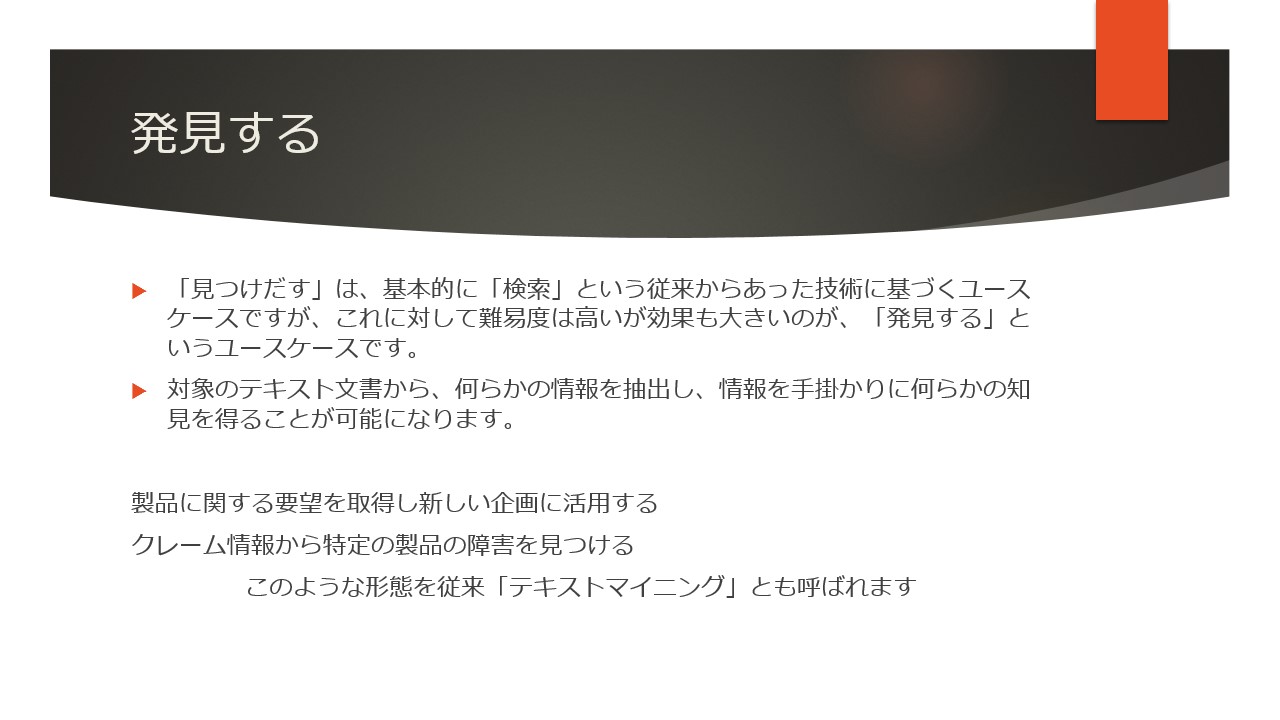 発見する
「見つけだす」は、基本的に「検索」という従来からあった技術に基づくユース
ケースですが、これに対して難易度は高いが効果も大きいのが、「発見する」と
いうユースケースです。
対象のテキスト文書から、何らかの情報を抽出し、情報を手掛かりに何らかの知
見を得ることが可能になります。
製品に関する要望を取得し新しい企画に活用する
クレーム情報から特定の製品の障害を見つける
このような形態を従来「テキストマイニング」とも呼ばれます